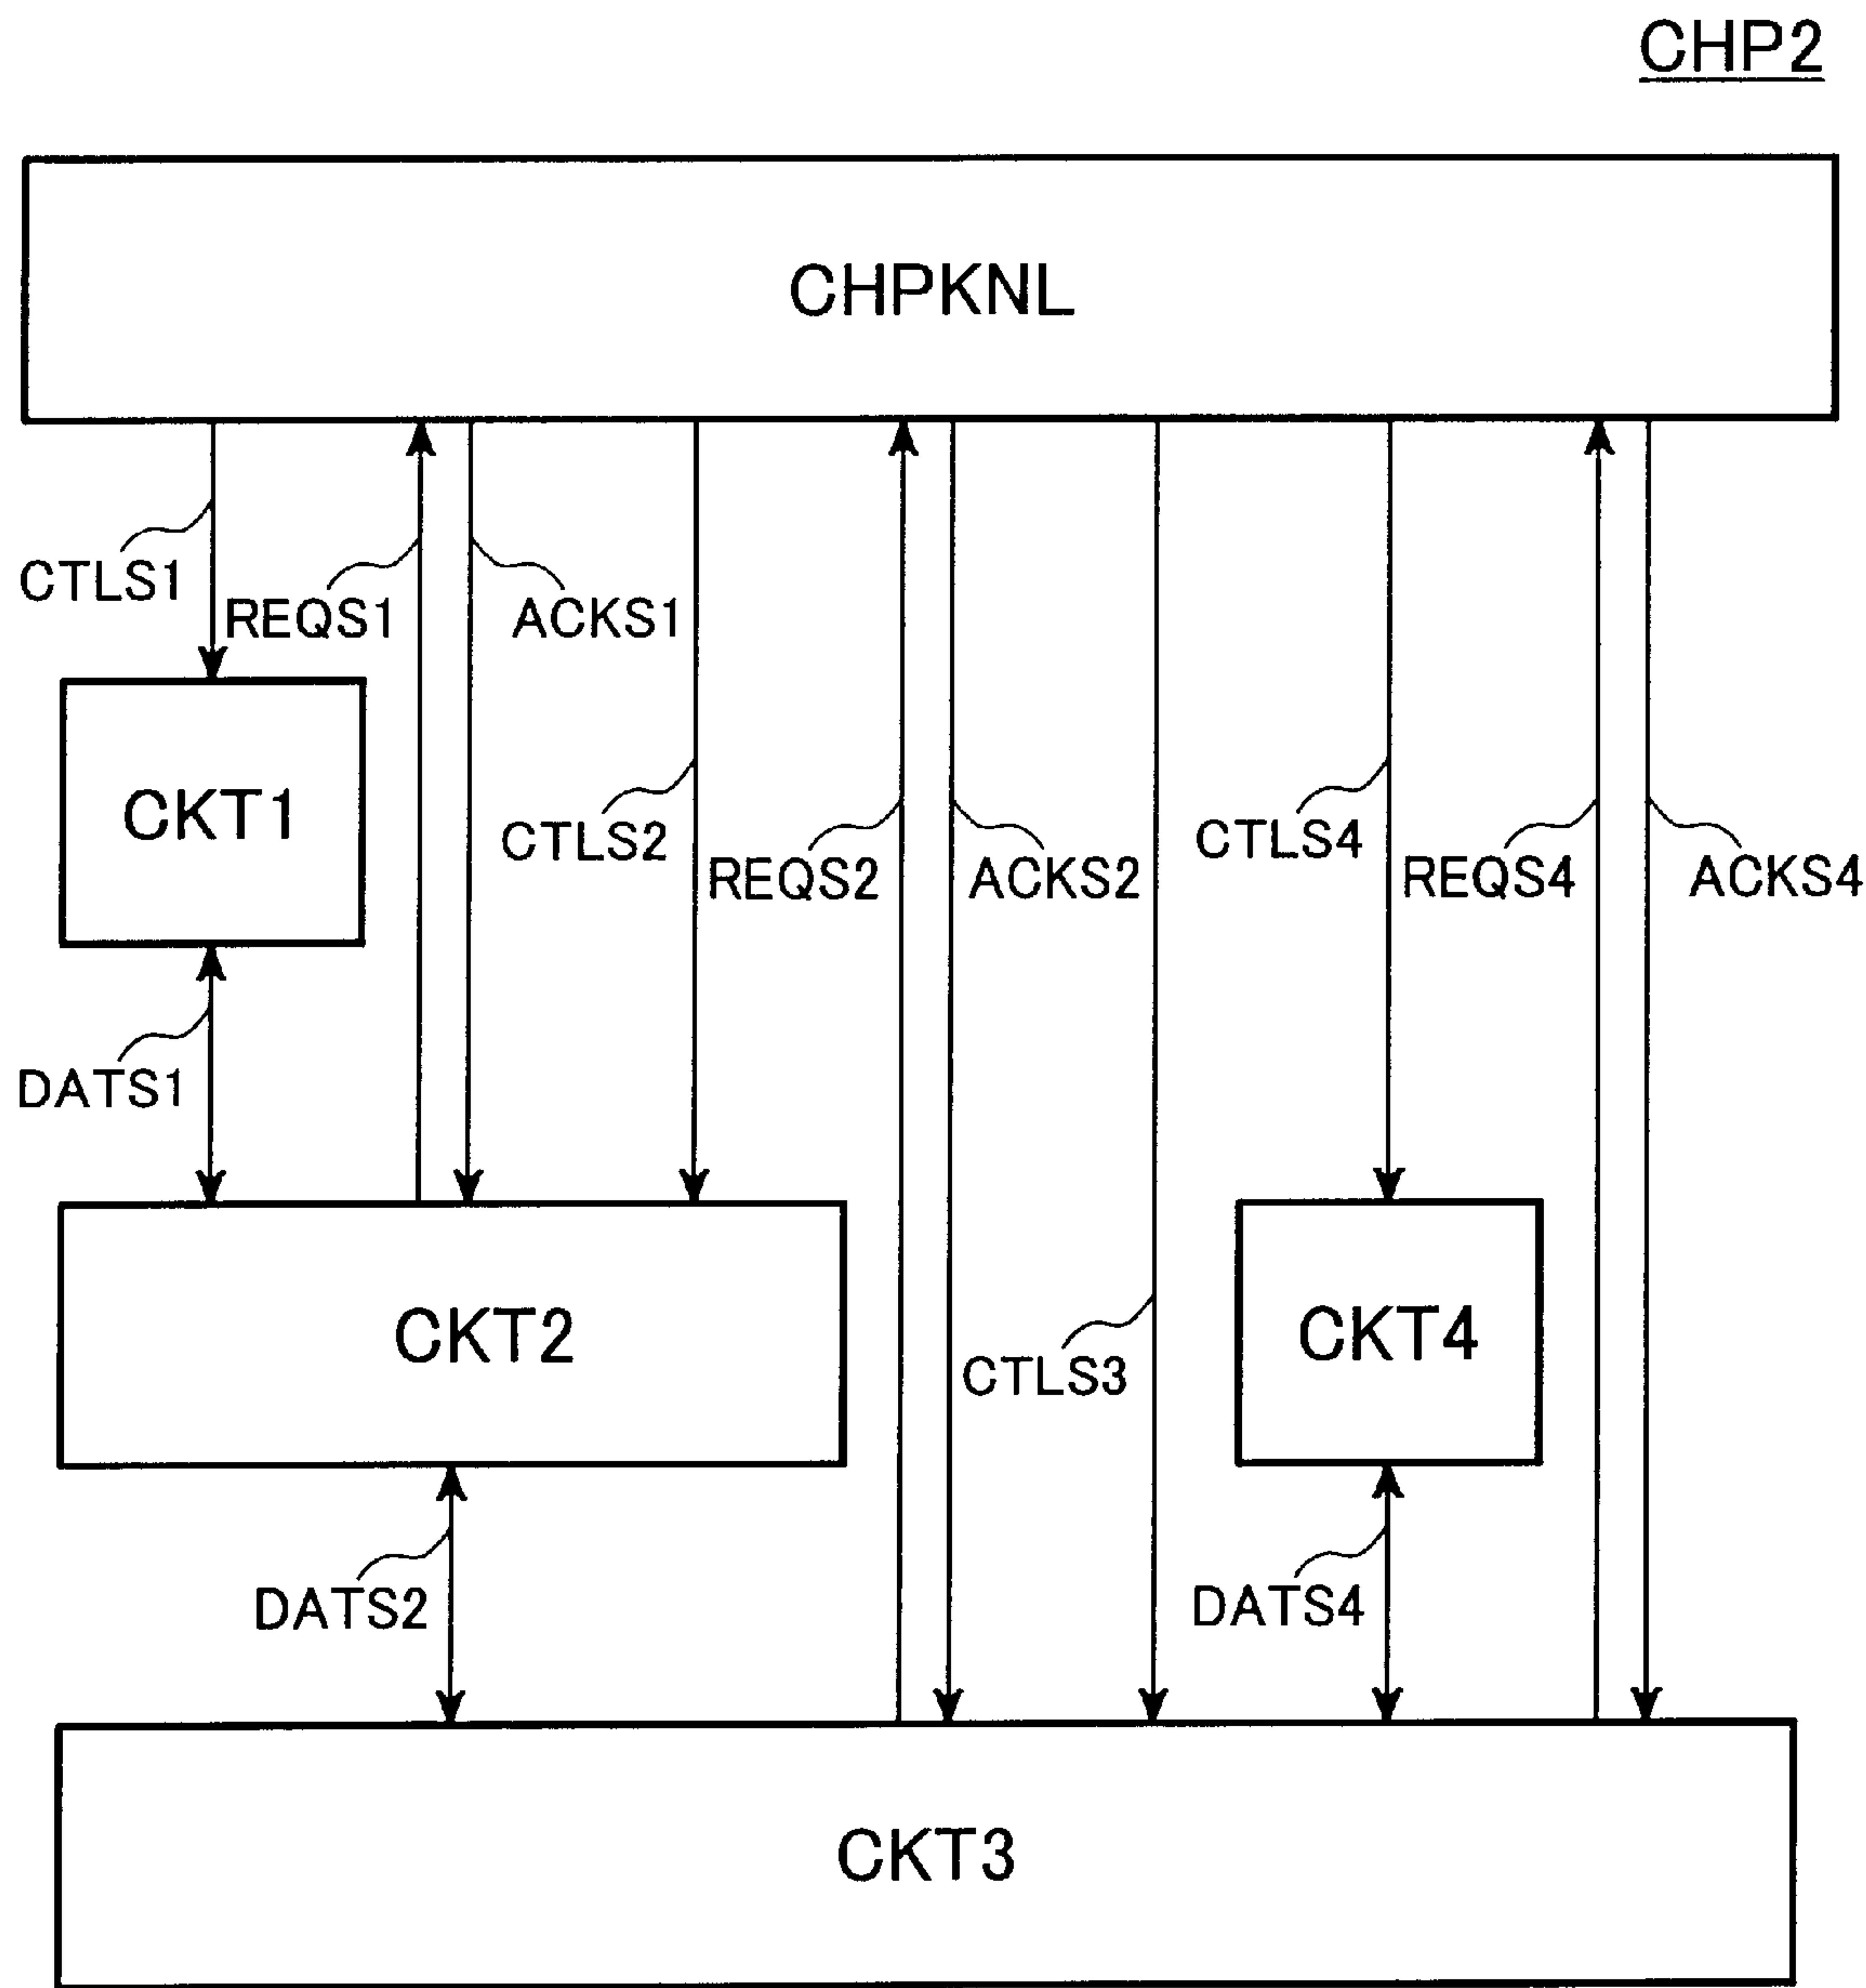 CHP2
CHPKNL
CTLS1
REQS1
ACKS1
CKT1
CTLS2
REQS2
ACKS2
CTLS4
REQS4
ACKS4
DATS1
CKT2
CTLS3
CKT4
DATS2
DATS4
CKT3